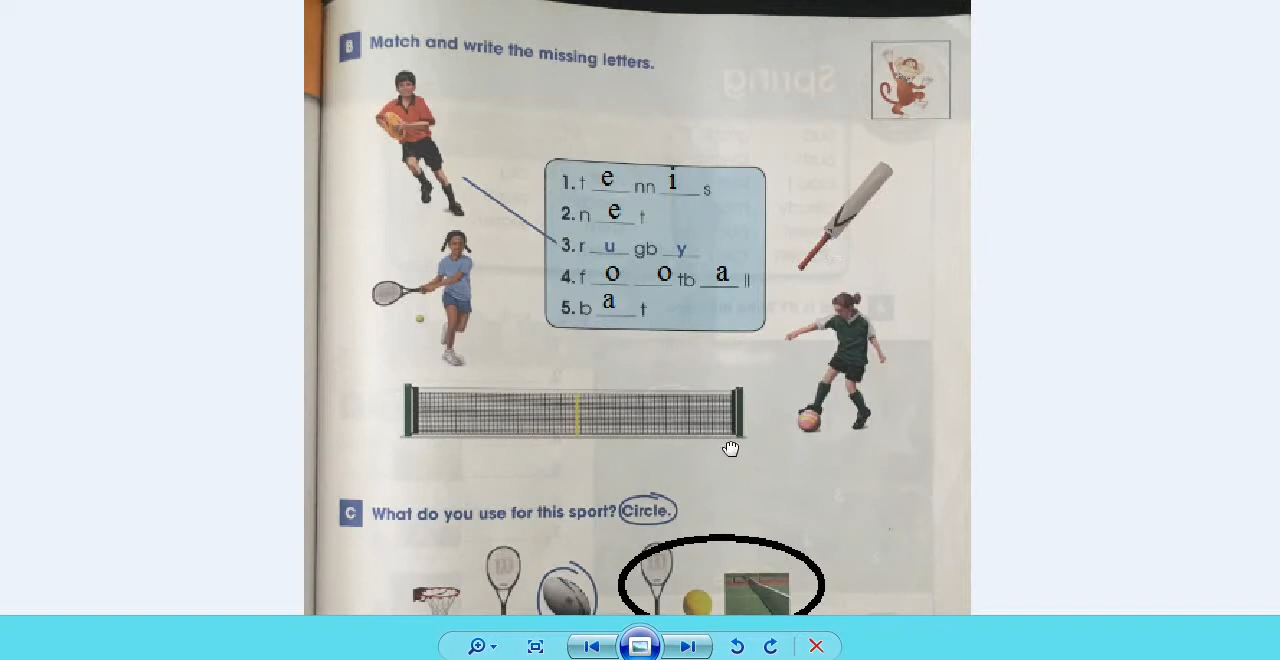 B Match and write the missing letters.
1. t e nn i s
2. n e t
3. r u gb y
4. f o o tb a ll
5. b a t
C What do you use for this sport? Circle.